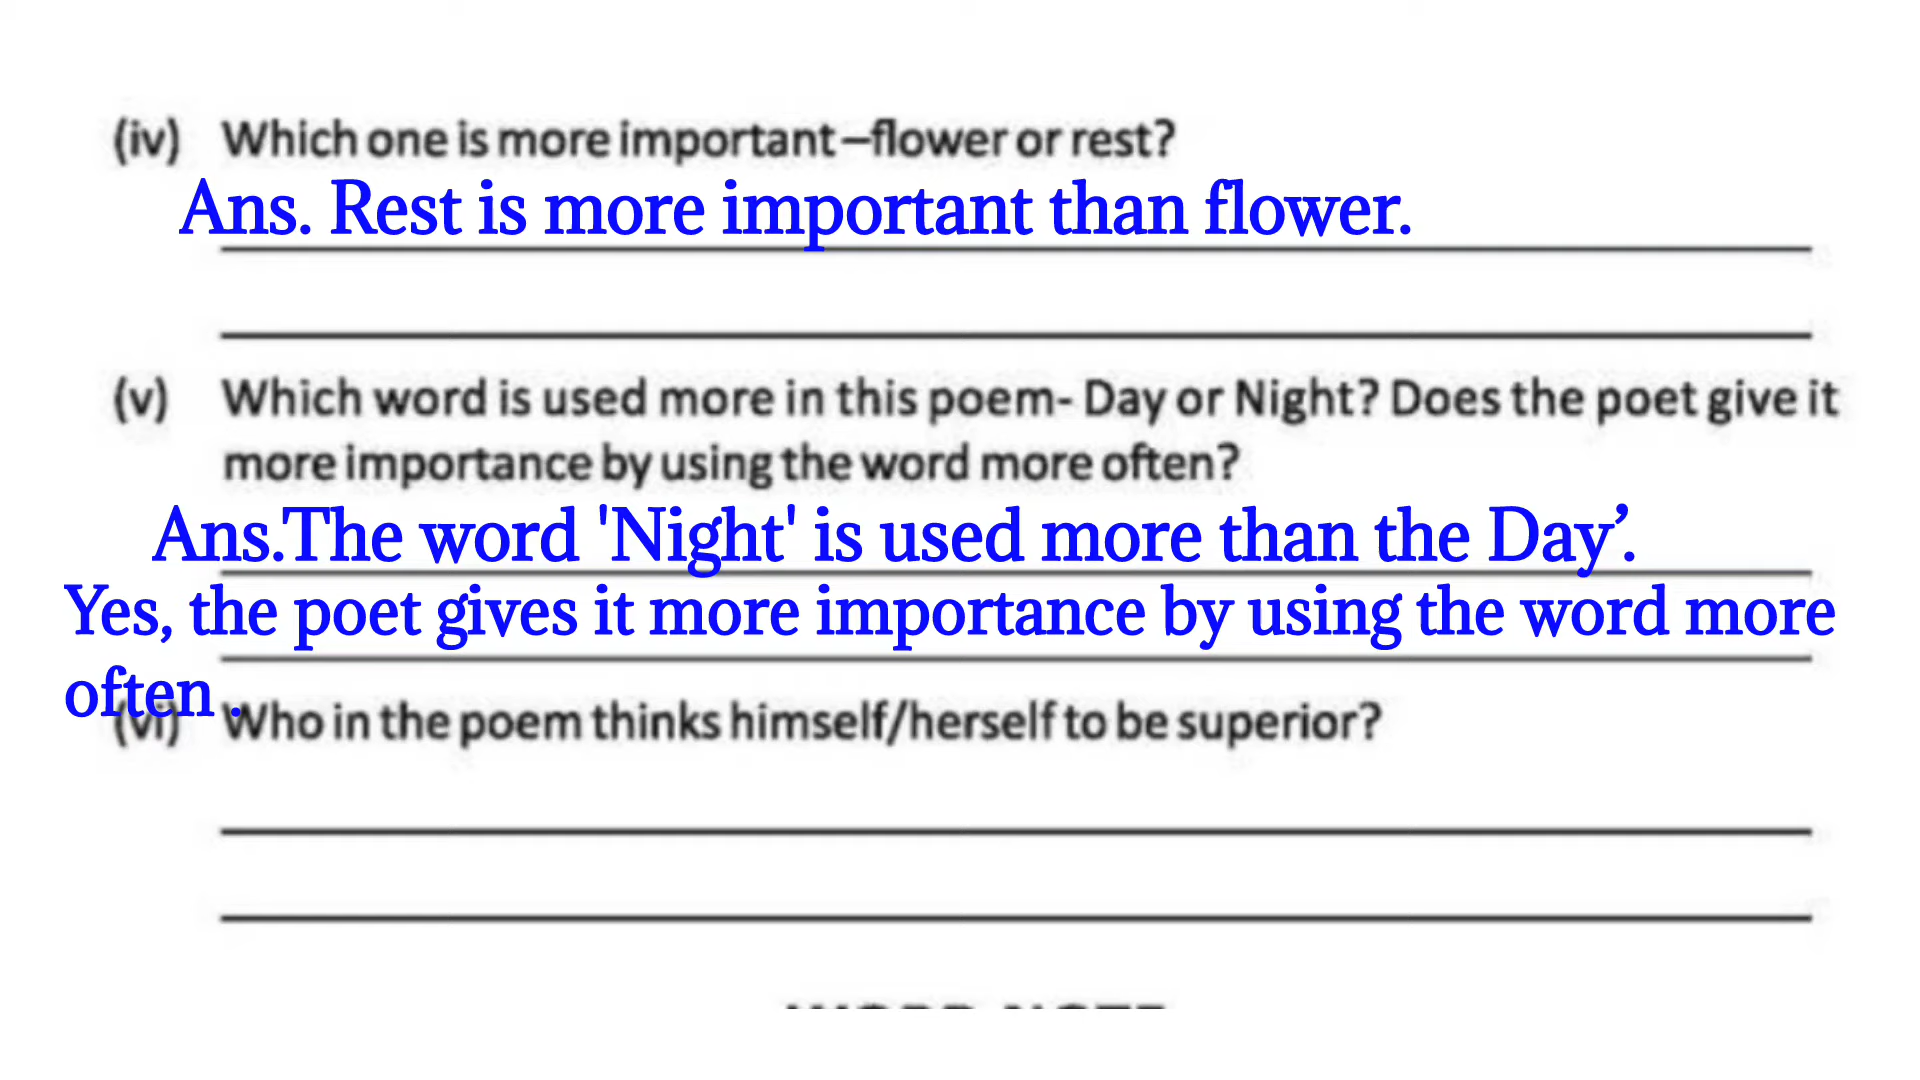 (iv) Which one is more important –flower or rest?
Ans. Rest is more important than flower.
(v) Which word is used more in this poem- Day or Night? Does the poet give it
more importance by using the word more often?
Ans.The word 'Night' is used more than the Day’.
Yes, the poet gives it more importance by using the word more
often .
(vi) Who in the poem thinks himself/herself to be superior?